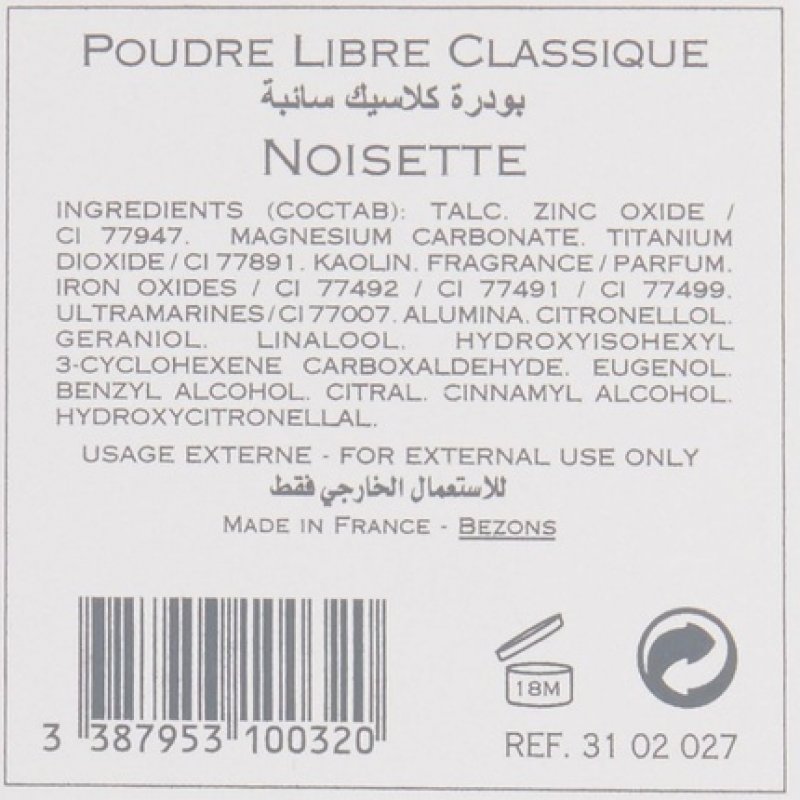 POUDRE LIBRE CLASSIQUE
بودرة كلاسيك سائبة
NOISETTE
INGREDIENTS (COCTAB): TALC. ZINC OXIDE /
CI 77947. MAGNESIUM CARBONATE. TITANIUM
DIOXIDE / CI 77891. KAOLIN. FRAGRANCE / PARFUM.
IRON OXIDES / CI 77492 / CI 77491 / CI 77499.
ULTRAMARINES / CI 77007. ALUMINA. CITRONELLOL.
GERANIOL. LINALOOL. HYDROXYISOHEXYL
3-CYCLOHEXENE CARBOXALDEHYDE. EUGENOL.
BENZYL ALCOHOL. CITRAL. CINNAMYL ALCOHOL.
HYDROXYCITRONELLAL.
USAGE EXTERNE - FOR EXTERNAL USE ONLY
للاستعمال الخارجي فقط
MADE IN FRANCE - BEZONS
18M
3 387953 100320
REF. 31 02 027